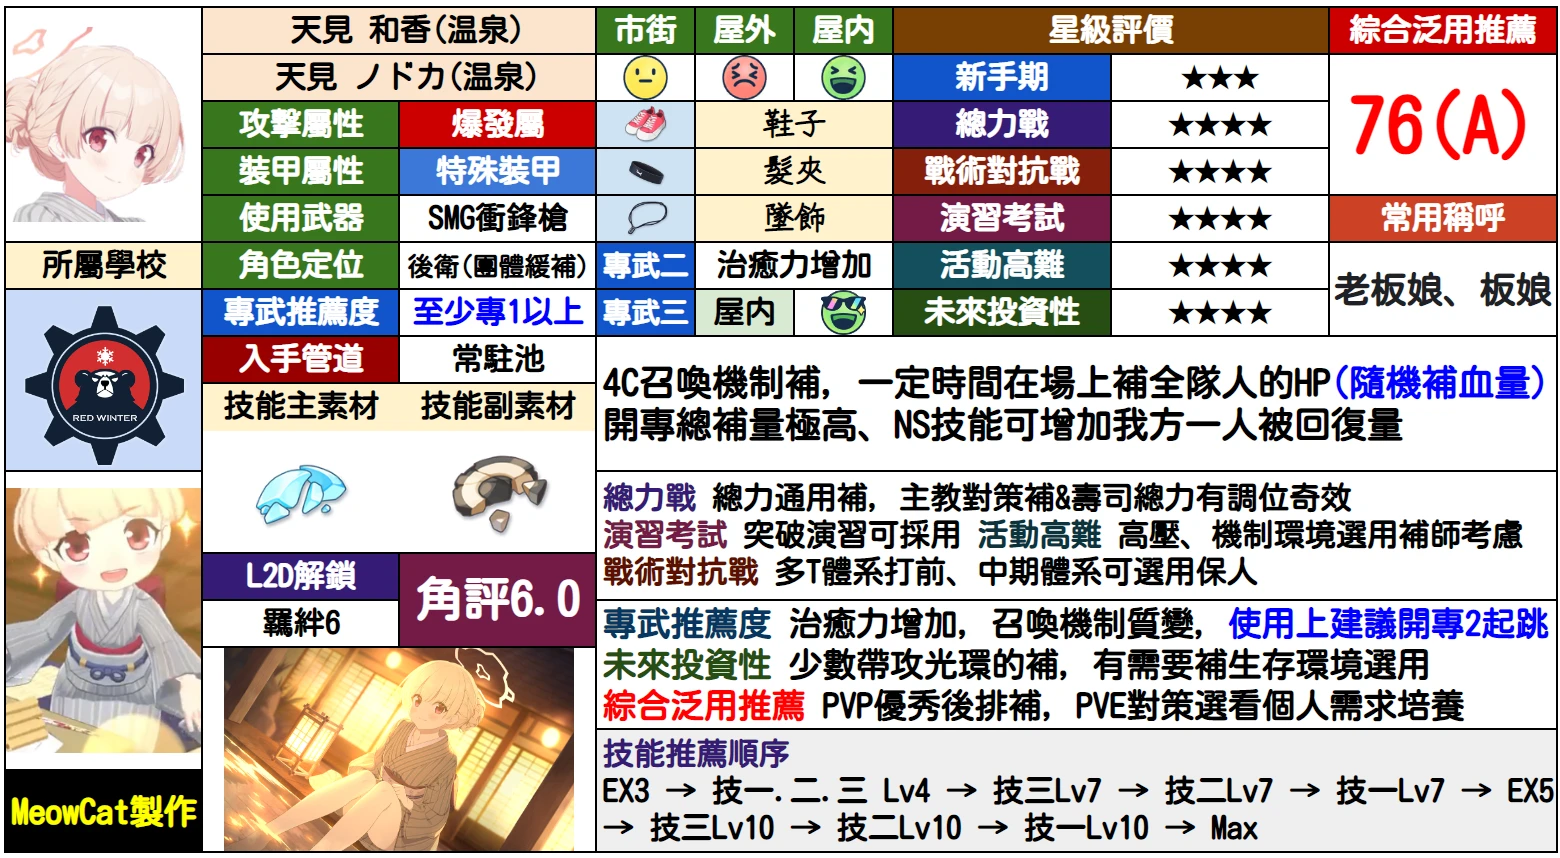 天見 和香(温泉)
天見 ノドカ(温泉)
攻擊屬性 爆發屬
裝甲屬性 特殊裝甲
使用武器 SMG衝鋒槍
角色定位 後衛(團體緩補)
專武推薦度 至少專1以上
入手管道 常駐池
技能主素材 技能副素材
L2D解鎖
羈絆6
角評6.0
所屬學校
RED WINTER
MeowCat製作
市街 屋外 屋内
鞋子
髮夾
墜飾
專武二 治癒力增加
專武三 屋内
星級評價
新手期 ★★★
總力戰 ★★★★
戰術對抗戰 ★★★★
演習考試 ★★★★
活動高難 ★★★★
未來投資性 ★★★★
綜合泛用推薦
76(A)
常用稱呼
老板娘、板娘
4C召喚機制補, 一定時間在場上補全隊人的HP(隨機補血量)
開專總補量極高、NS技能可增加我方一人被回復量
總力戰 總力通用補, 主教對策補&壽司總力有調位奇效
演習考試 突破演習可採用 活動高難 高壓、機制環境選用補師考慮
戰術對抗戰 多T體系打前、中期體系可選用保人
專武推薦度 治癒力增加, 召喚機制質變, 使用上建議開專2起跳
未來投資性 少數帶攻光環的補, 有需要補生存環境選用
綜合泛用推薦 PVP優秀後排補, PVE對策選看個人需求培養
技能推薦順序
EX3 → 技一.二.三 Lv4 → 技三Lv7 → 技二Lv7 → 技一Lv7 → EX5
→ 技三Lv10 → 技二Lv10 → 技一Lv10 → Max